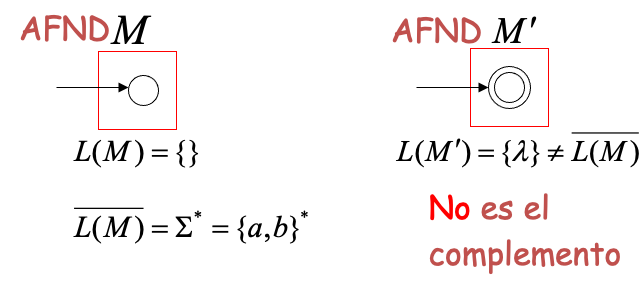 AFND M
L(M) = {}
\overline{L(M)} = Σ* = {a,b}*
AFND M′
L(M′) = {λ} ≠ \overline{L(M)}
No es el
complemento